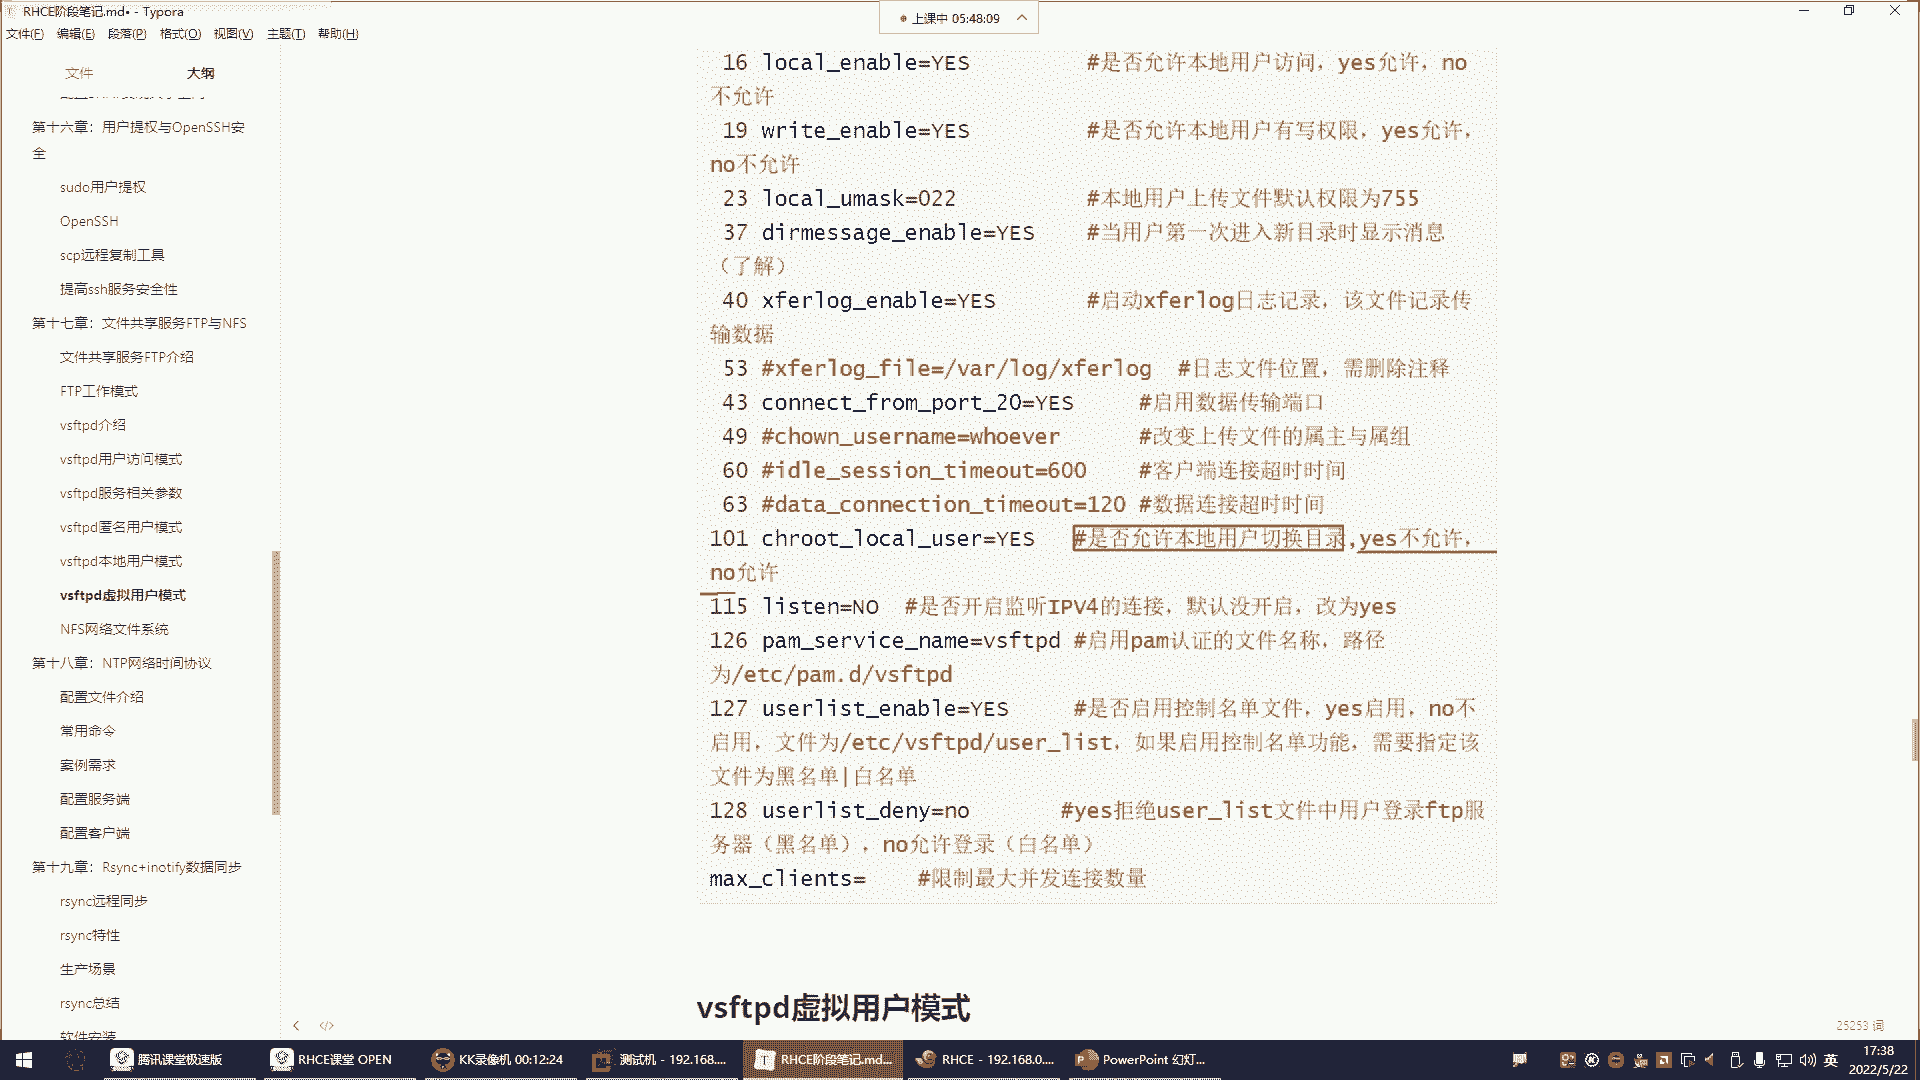 RHCE阶段笔记.md• - Typora
上课中 05:48:09
文件(F) 编辑(E) 段落(P) 格式(O) 视图(V) 主题(T) 帮助(H)
文件 大纲
第十六章：用户提权与OpenSSH安
全
sudo用户提权
OpenSSH
scp远程复制工具
提高ssh服务安全性
第十七章：文件共享服务FTP与NFS
文件共享服务FTP介绍
FTP工作模式
vsftpd介绍
vsftpd用户访问模式
vsftpd服务相关参数
vsftpd匿名用户模式
vsftpd本地用户模式
vsftpd虚拟用户模式
NFS网络文件系统
第十八章：NTP网络时间协议
配置文件介绍
常用命令
案例需求
配置服务端
配置客户端
第十九章：Rsync+inotify数据同步
rsync远程同步
rsync特性
生产场景
rsync总结
软件安装
16 local_enable=YES #是否允许本地用户访问，yes允许，no
不允许
19 write_enable=YES #是否允许本地用户有写权限，yes允许，
no不允许
23 local_umask=022 #本地用户上传文件默认权限为755
37 dirmessage_enable=YES #当用户第一次进入新目录时显示消息
（了解）
40 xferlog_enable=YES #启动xferlog日志记录，该文件记录传
输数据
53 #xferlog_file=/var/log/xferlog #日志文件位置，需删除注释
43 connect_from_port_20=YES #启用数据传输端口
49 #chown_username=whoever #改变上传文件的属主与属组
60 #idle_session_timeout=600 #客户端连接超时时间
63 #data_connection_timeout=120 #数据连接超时时间
101 chroot_local_user=YES #是否允许本地用户切换目录,yes不允许，
no允许
115 listen=NO #是否开启监听IPV4的连接，默认没开启，改为yes
126 pam_service_name=vsftpd #启用pam认证的文件名称，路径
为/etc/pam.d/vsftpd
127 userlist_enable=YES #是否启用控制名单文件，yes启用，no不
启用，文件为/etc/vsftpd/user_list，如果启用控制名单功能，需要指定该
文件为黑名单|白名单
128 userlist_deny=no #yes拒绝user_list文件中用户登录ftp服
务器（黑名单），no允许登录（白名单）
max_clients= #限制最大并发连接数量
vsftpd虚拟用户模式
25253 词
腾讯课堂极速版 RHCE课堂 OPEN KK录像机 00:12:24 测试机 - 192.168.... RHCE阶段笔记.md... RHCE - 192.168.0.... PowerPoint 幻灯... 英 17:38
2022/5/22